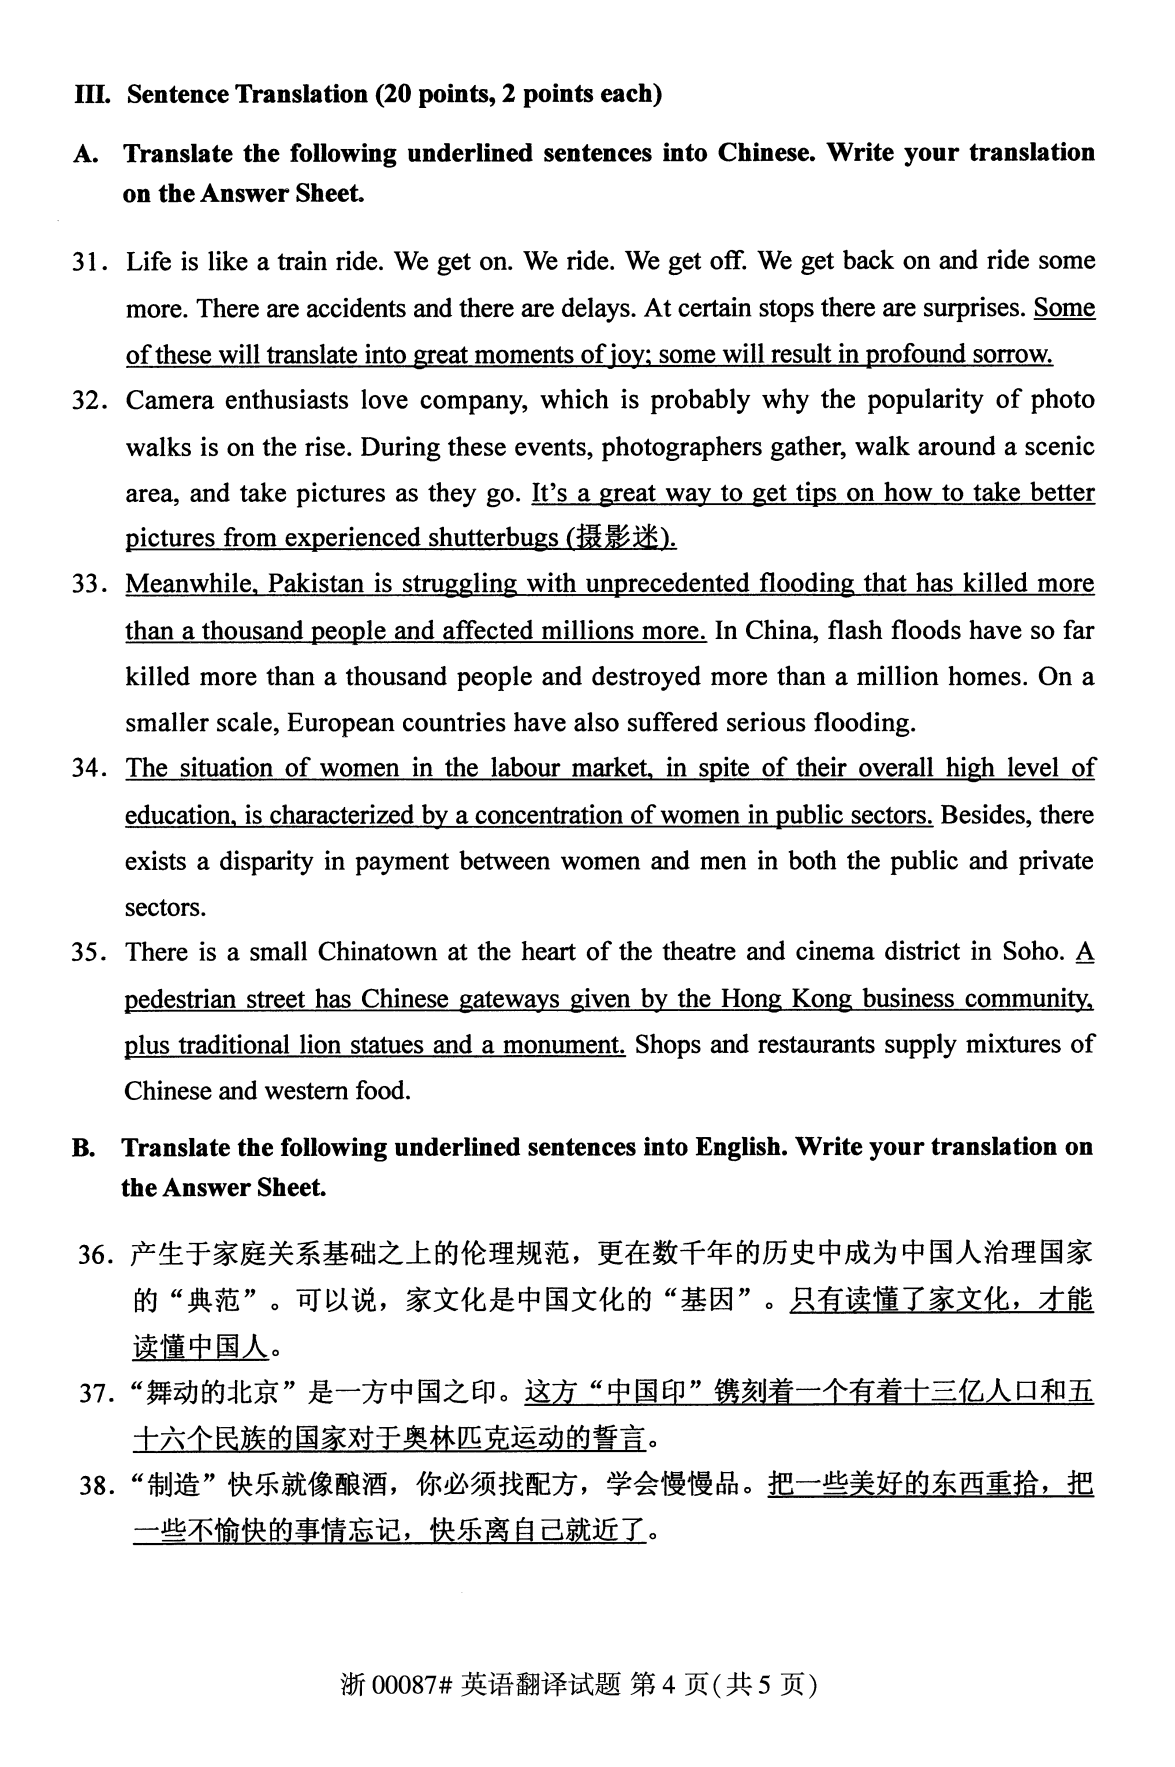 III. Sentence Translation (20 points, 2 points each)
A. Translate the following underlined sentences into Chinese. Write your translation
on the Answer Sheet.
31. Life is like a train ride. We get on. We ride. We get off. We get back on and ride some
more. There are accidents and there are delays. At certain stops there are surprises. Some
of these will translate into great moments of joy; some will result in profound sorrow.
32. Camera enthusiasts love company, which is probably why the popularity of photo
walks is on the rise. During these events, photographers gather, walk around a scenic
area, and take pictures as they go. It's a great way to get tips on how to take better
pictures from experienced shutterbugs (摄影迷).
33. Meanwhile, Pakistan is struggling with unprecedented flooding that has killed more
than a thousand people and affected millions more. In China, flash floods have so far
killed more than a thousand people and destroyed more than a million homes. On a
smaller scale, European countries have also suffered serious flooding.
34. The situation of women in the labour market, in spite of their overall high level of
education, is characterized by a concentration of women in public sectors. Besides, there
exists a disparity in payment between women and men in both the public and private
sectors.
35. There is a small Chinatown at the heart of the theatre and cinema district in Soho. A
pedestrian street has Chinese gateways given by the Hong Kong business community,
plus traditional lion statues and a monument. Shops and restaurants supply mixtures of
Chinese and western food.
B. Translate the following underlined sentences into English. Write your translation on
the Answer Sheet.
36. 产生于家庭关系基础之上的伦理规范，更在数千年的历史中成为中国人治理国家
的“典范”。可以说，家文化是中国文化的“基因”。只有读懂了家文化，才能
读懂中国人。
37. “舞动的北京”是一方中国之印。这方“中国印”镌刻着一个有着十三亿人口和五
十六个民族的国家对于奥林匹克运动的誓言。
38. “制造”快乐就像酿酒，你必须找配方，学会慢慢品。把一些美好的东西重拾，把
一些不愉快的事情忘记，快乐离自己就近了。
浙 00087# 英语翻译试题 第 4 页(共 5 页)